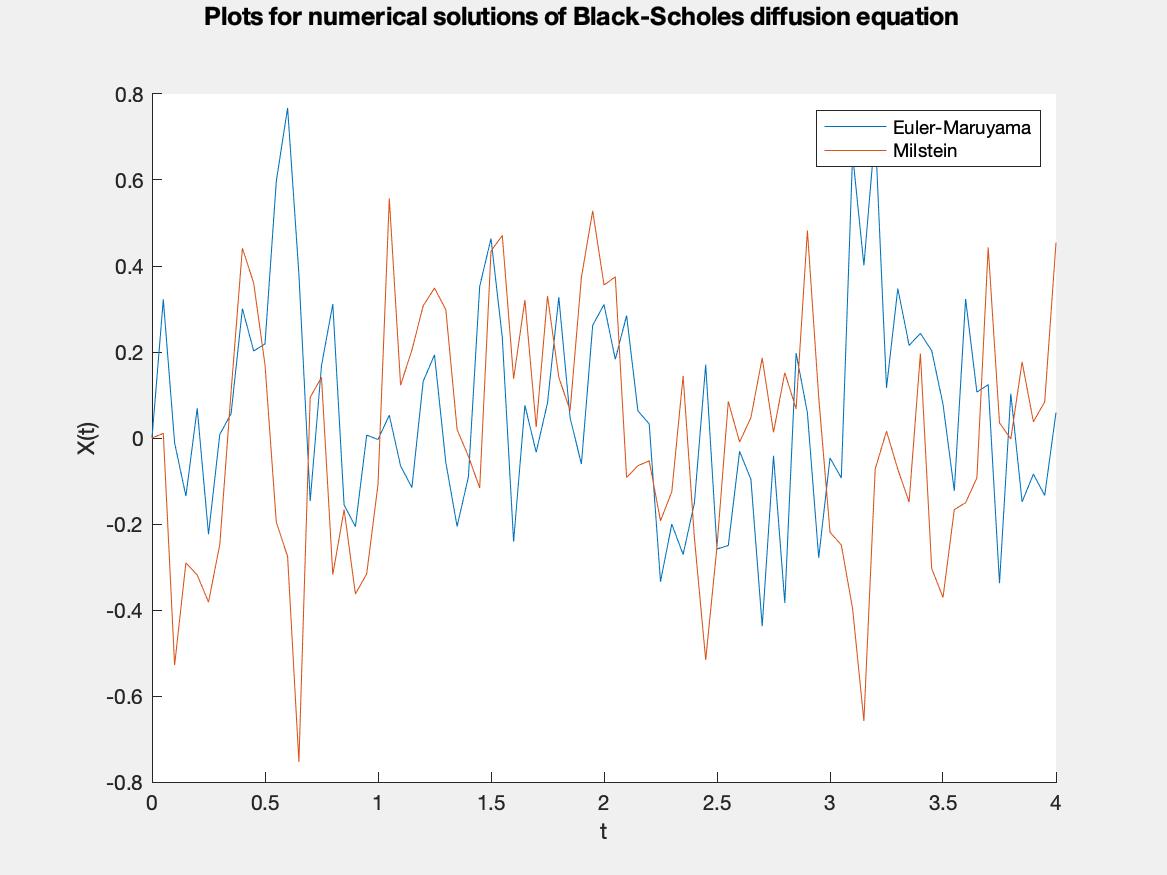 Plots for numerical solutions of Black-Scholes diffusion equation
0.8
0.6
0.4
0.2
0
-0.2
-0.4
-0.6
-0.8
X(t)
Euler-Maruyama
Milstein
0 0.5 1 1.5 2 2.5 3 3.5 4
t